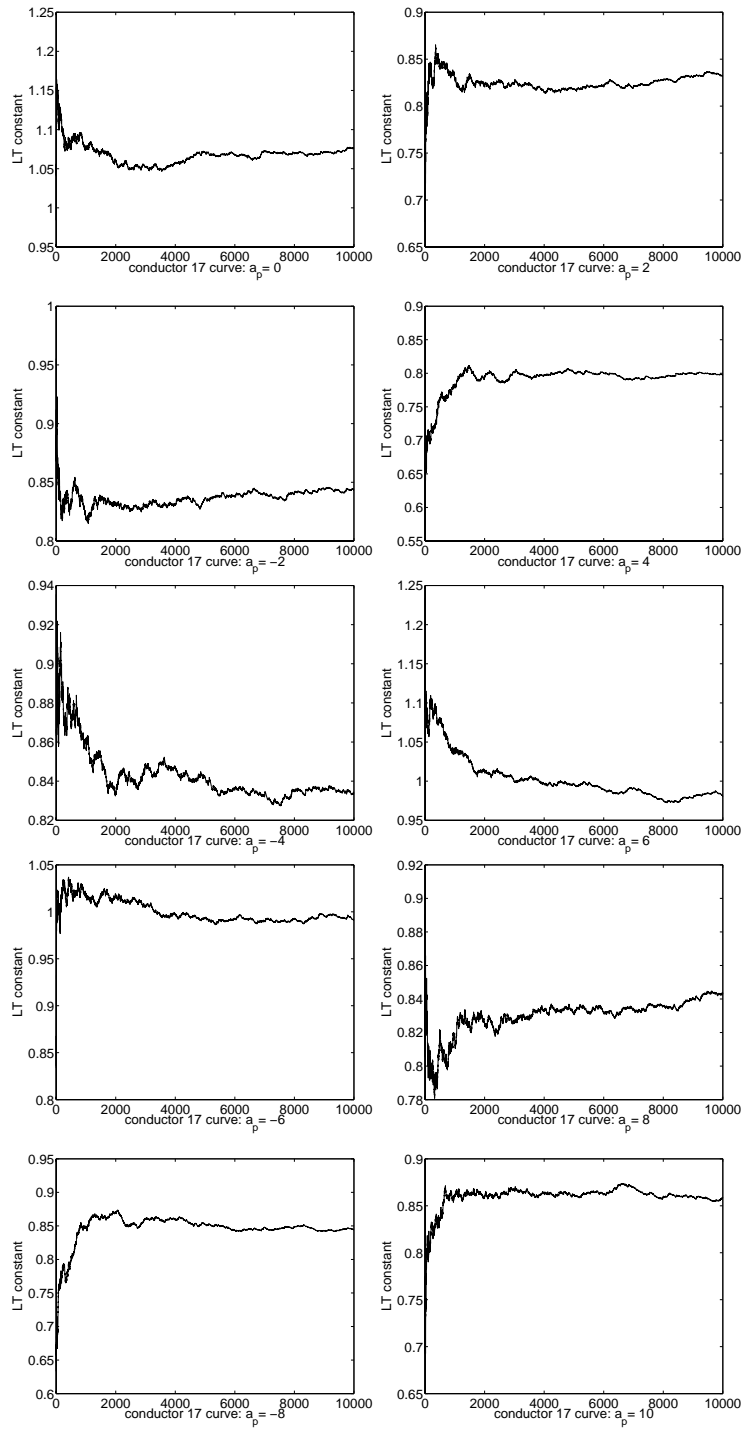 1.25
1.2
1.15
1.1
1.05
1
0.95
LT constant
0 2000 4000 6000 8000 10000
conductor 17 curve: a_p= 0
0.9
0.85
0.8
0.75
0.7
0.65
LT constant
0 2000 4000 6000 8000 10000
conductor 17 curve: a_p= 2
1
0.95
0.9
0.85
0.8
LT constant
0 2000 4000 6000 8000 10000
conductor 17 curve: a_p= −2
0.9
0.85
0.8
0.75
0.7
0.65
0.6
0.55
LT constant
0 2000 4000 6000 8000 10000
conductor 17 curve: a_p= 4
0.94
0.92
0.9
0.88
0.86
0.84
0.82
LT constant
0 2000 4000 6000 8000 10000
conductor 17 curve: a_p= −4
1.25
1.2
1.15
1.1
1.05
1
0.95
LT constant
0 2000 4000 6000 8000 10000
conductor 17 curve: a_p= 6
1.05
1
0.95
0.9
0.85
0.8
LT constant
0 2000 4000 6000 8000 10000
conductor 17 curve: a_p= −6
0.92
0.9
0.88
0.86
0.84
0.82
0.8
0.78
LT constant
0 2000 4000 6000 8000 10000
conductor 17 curve: a_p= 8
0.95
0.9
0.85
0.8
0.75
0.7
0.65
0.6
LT constant
0 2000 4000 6000 8000 10000
conductor 17 curve: a_p= −8
0.9
0.85
0.8
0.75
0.7
0.65
LT constant
0 2000 4000 6000 8000 10000
conductor 17 curve: a_p= 10